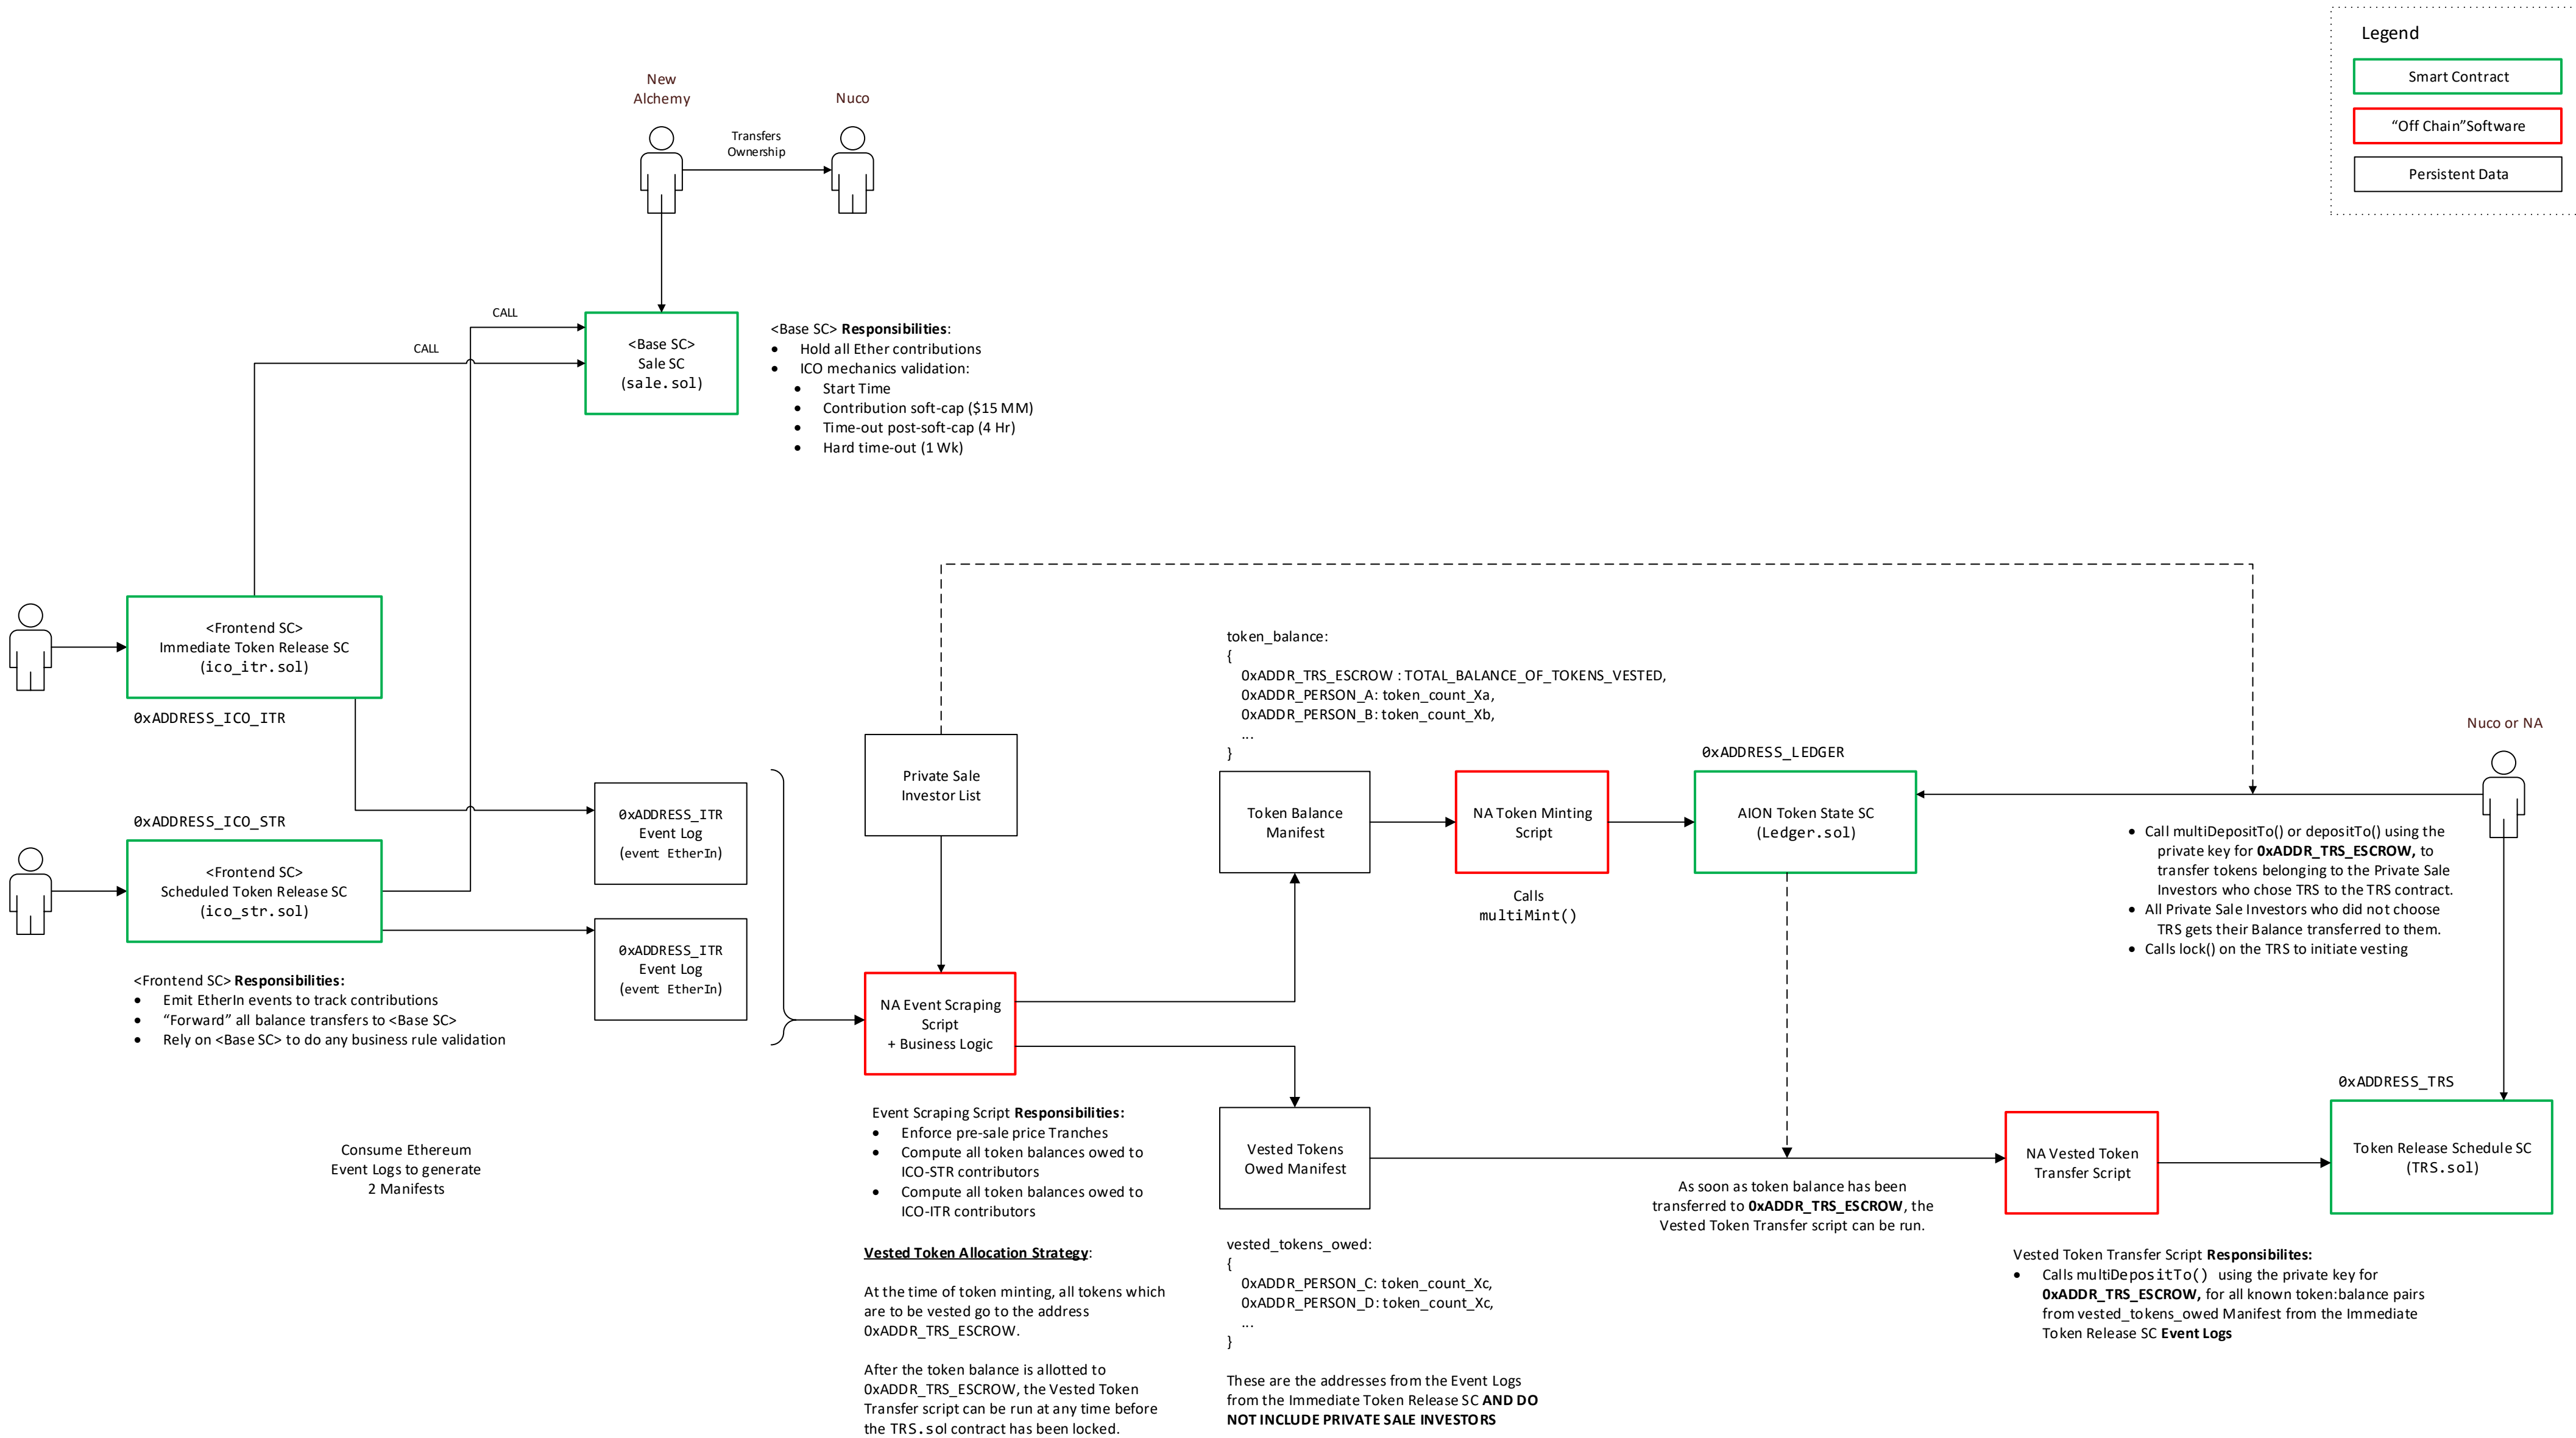 Legend
Smart Contract
“Off Chain”Software
Persistent Data
New
Alchemy
Nuco
Transfers
Ownership
CALL
CALL
<Base SC>
Sale SC
(sale.sol)
<Base SC> Responsibilities:
• Hold all Ether contributions
• ICO mechanics validation:
• Start Time
• Contribution soft-cap ($15 MM)
• Time-out post-soft-cap (4 Hr)
• Hard time-out (1 Wk)
<Frontend SC>
Immediate Token Release SC
(ico_itr.sol)
0xADDRESS_ICO_ITR
0xADDRESS_ICO_STR
<Frontend SC>
Scheduled Token Release SC
(ico_str.sol)
<Frontend SC> Responsibilities:
• Emit EtherIn events to track contributions
• “Forward” all balance transfers to <Base SC>
• Rely on <Base SC> to do any business rule validation
Consume Ethereum
Event Logs to generate
2 Manifests
0xADDRESS_ITR
Event Log
(event EtherIn)
0xADDRESS_ITR
Event Log
(event EtherIn)
Private Sale
Investor List
NA Event Scraping
Script
+ Business Logic
Event Scraping Script Responsibilities:
• Enforce pre-sale price Tranches
• Compute all token balances owed to
ICO-STR contributors
• Compute all token balances owed to
ICO-ITR contributors
Vested Token Allocation Strategy:
At the time of token minting, all tokens which
are to be vested go to the address
0xADDR_TRS_ESCROW.
After the token balance is allotted to
0xADDR_TRS_ESCROW, the Vested Token
Transfer script can be run at any time before
the TRS.sol contract has been locked.
token_balance:
{
0xADDR_TRS_ESCROW : TOTAL_BALANCE_OF_TOKENS_VESTED,
0xADDR_PERSON_A: token_count_Xa,
0xADDR_PERSON_B: token_count_Xb,
...
}
Token Balance
Manifest
NA Token Minting
Script
Calls
multiMint()
0xADDRESS_LEDGER
AION Token State SC
(Ledger.sol)
Nuco or NA
• Call multiDepositTo() or depositTo() using the
private key for 0xADDR_TRS_ESCROW, to
transfer tokens belonging to the Private Sale
Investors who chose TRS to the TRS contract.
• All Private Sale Investors who did not choose
TRS gets their Balance transferred to them.
• Calls lock() on the TRS to initiate vesting
Vested Tokens
Owed Manifest
vested_tokens_owed:
{
0xADDR_PERSON_C: token_count_Xc,
0xADDR_PERSON_D: token_count_Xc,
...
}
These are the addresses from the Event Logs
from the Immediate Token Release SC AND DO
NOT INCLUDE PRIVATE SALE INVESTORS
As soon as token balance has been
transferred to 0xADDR_TRS_ESCROW, the
Vested Token Transfer script can be run.
NA Vested Token
Transfer Script
0xADDRESS_TRS
Token Release Schedule SC
(TRS.sol)
Vested Token Transfer Script Responsibilites:
• Calls multiDepositTo() using the private key for
0xADDR_TRS_ESCROW, for all known token:balance pairs
from vested_tokens_owed Manifest from the Immediate
Token Release SC Event Logs